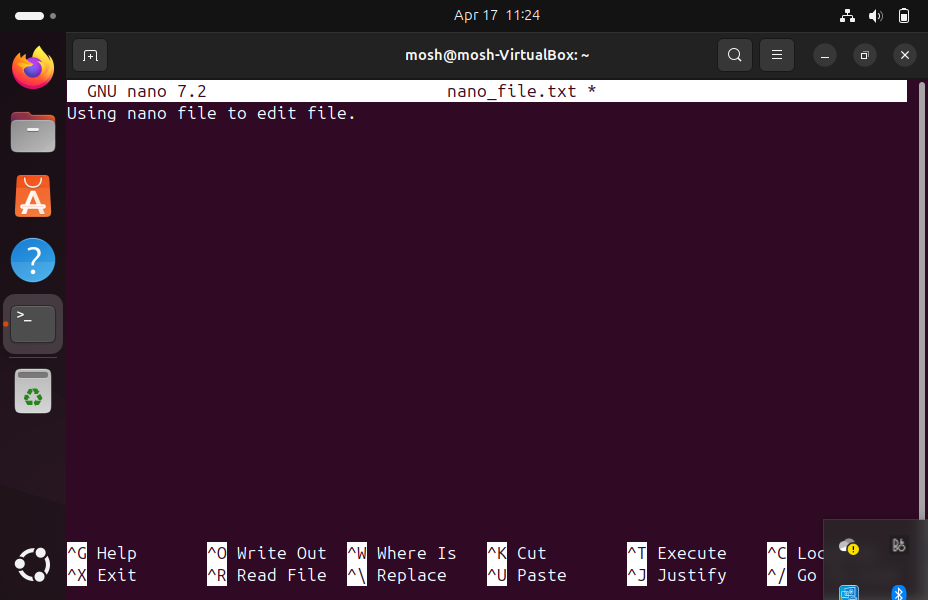 Apr 17 11:24
mosh@mosh-VirtualBox: ~
GNU nano 7.2 nano_file.txt *
Using nano file to edit file.
^G Help ^O Write Out ^W Where Is ^K Cut ^T Execute ^C Loc
^X Exit ^R Read File ^\ Replace ^U Paste ^J Justify ^/ Go